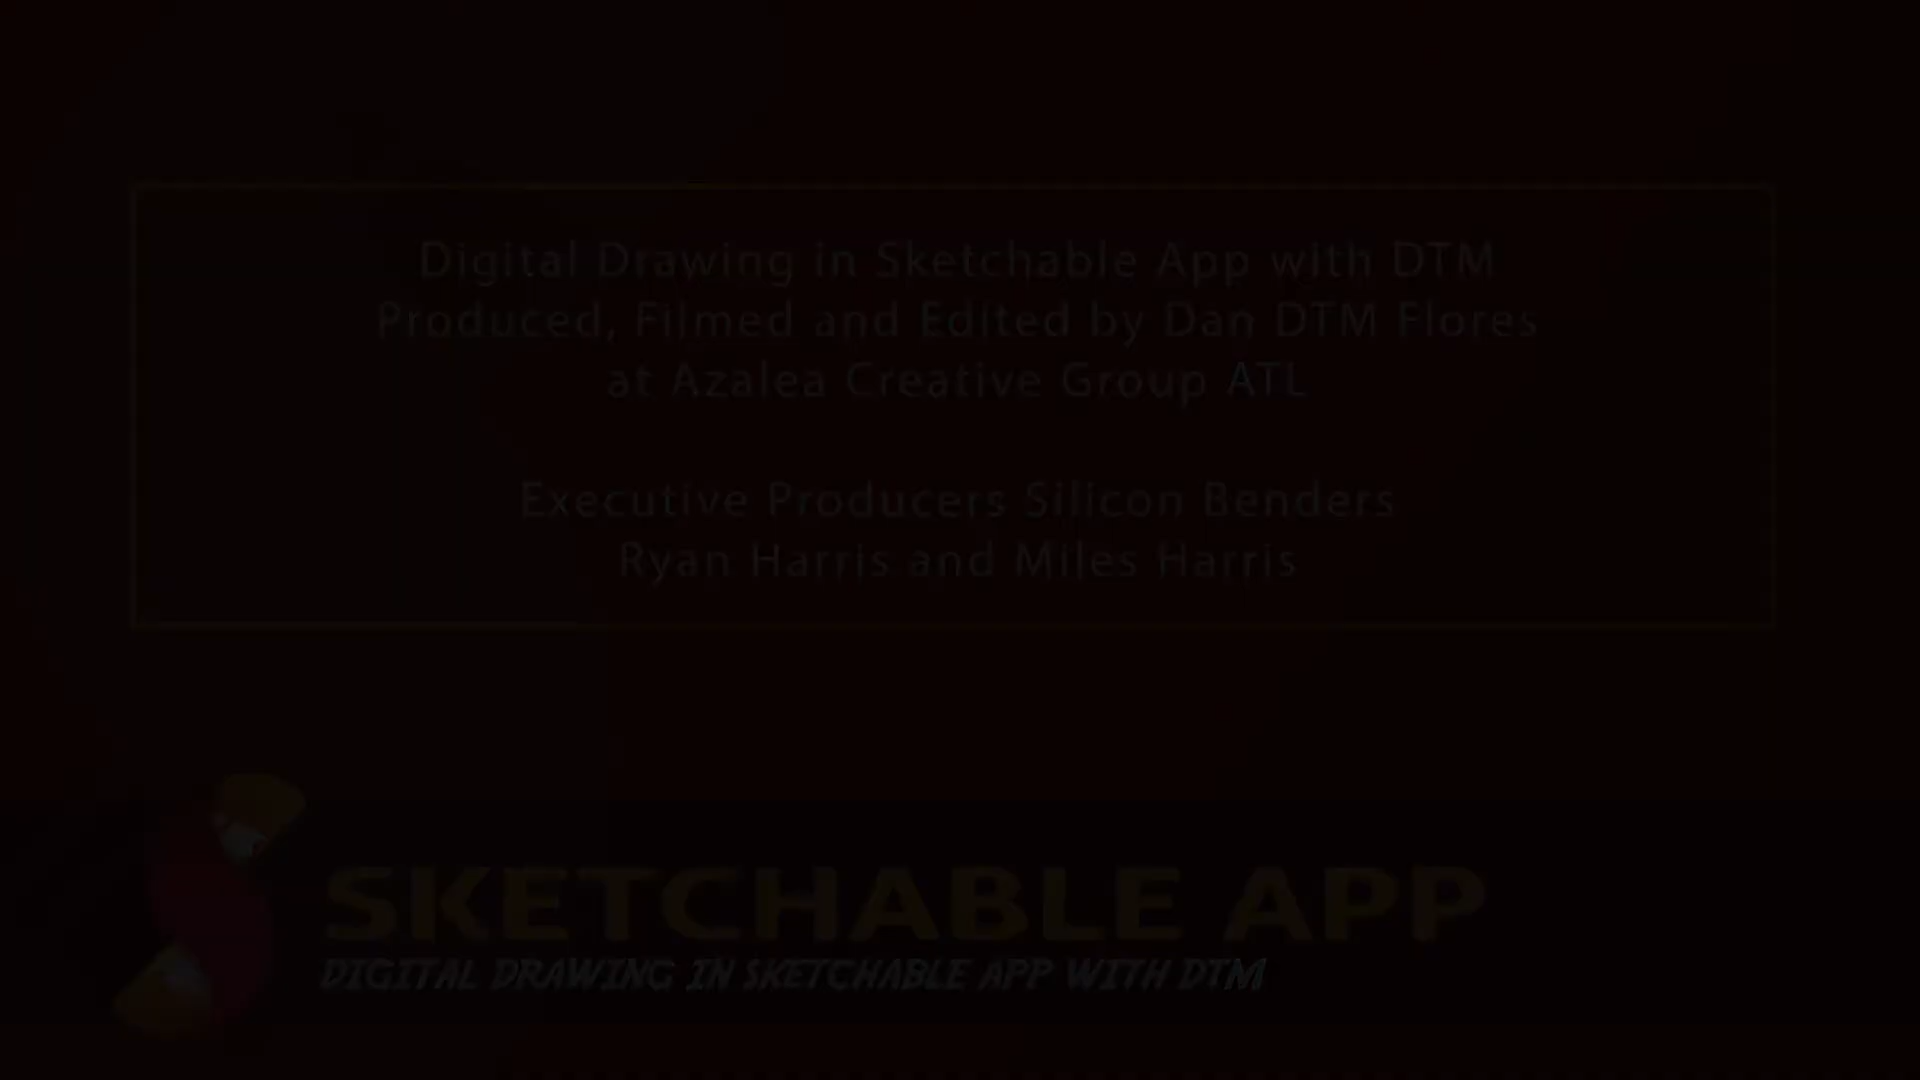 Digital Drawing in Sketchable App with DTM
Produced, Filmed and Edited by Dan DTM Flores
at Azalea Creative Group ATL
Executive Producers Silicon Benders
Ryan Harris and Miles Harris
SKETCHABLE APP
DIGITAL DRAWING IN SKETCHABLE APP WITH DTM